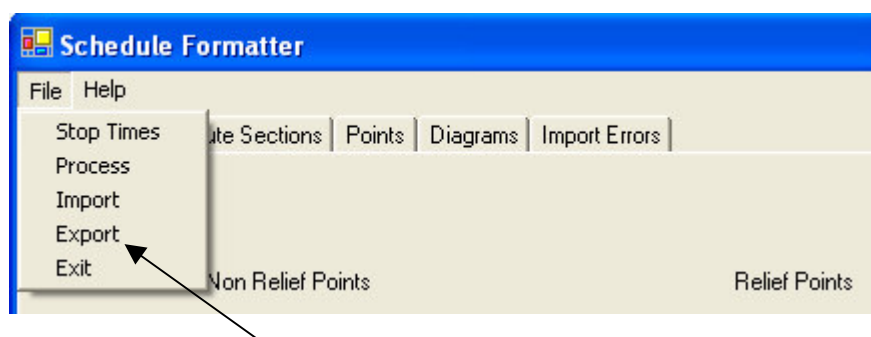 Schedule Formatter
File Help
Stop Times
Process
Import
Export
Exit
ute Sections Points Diagrams Import Errors
Non Relief Points Relief Points